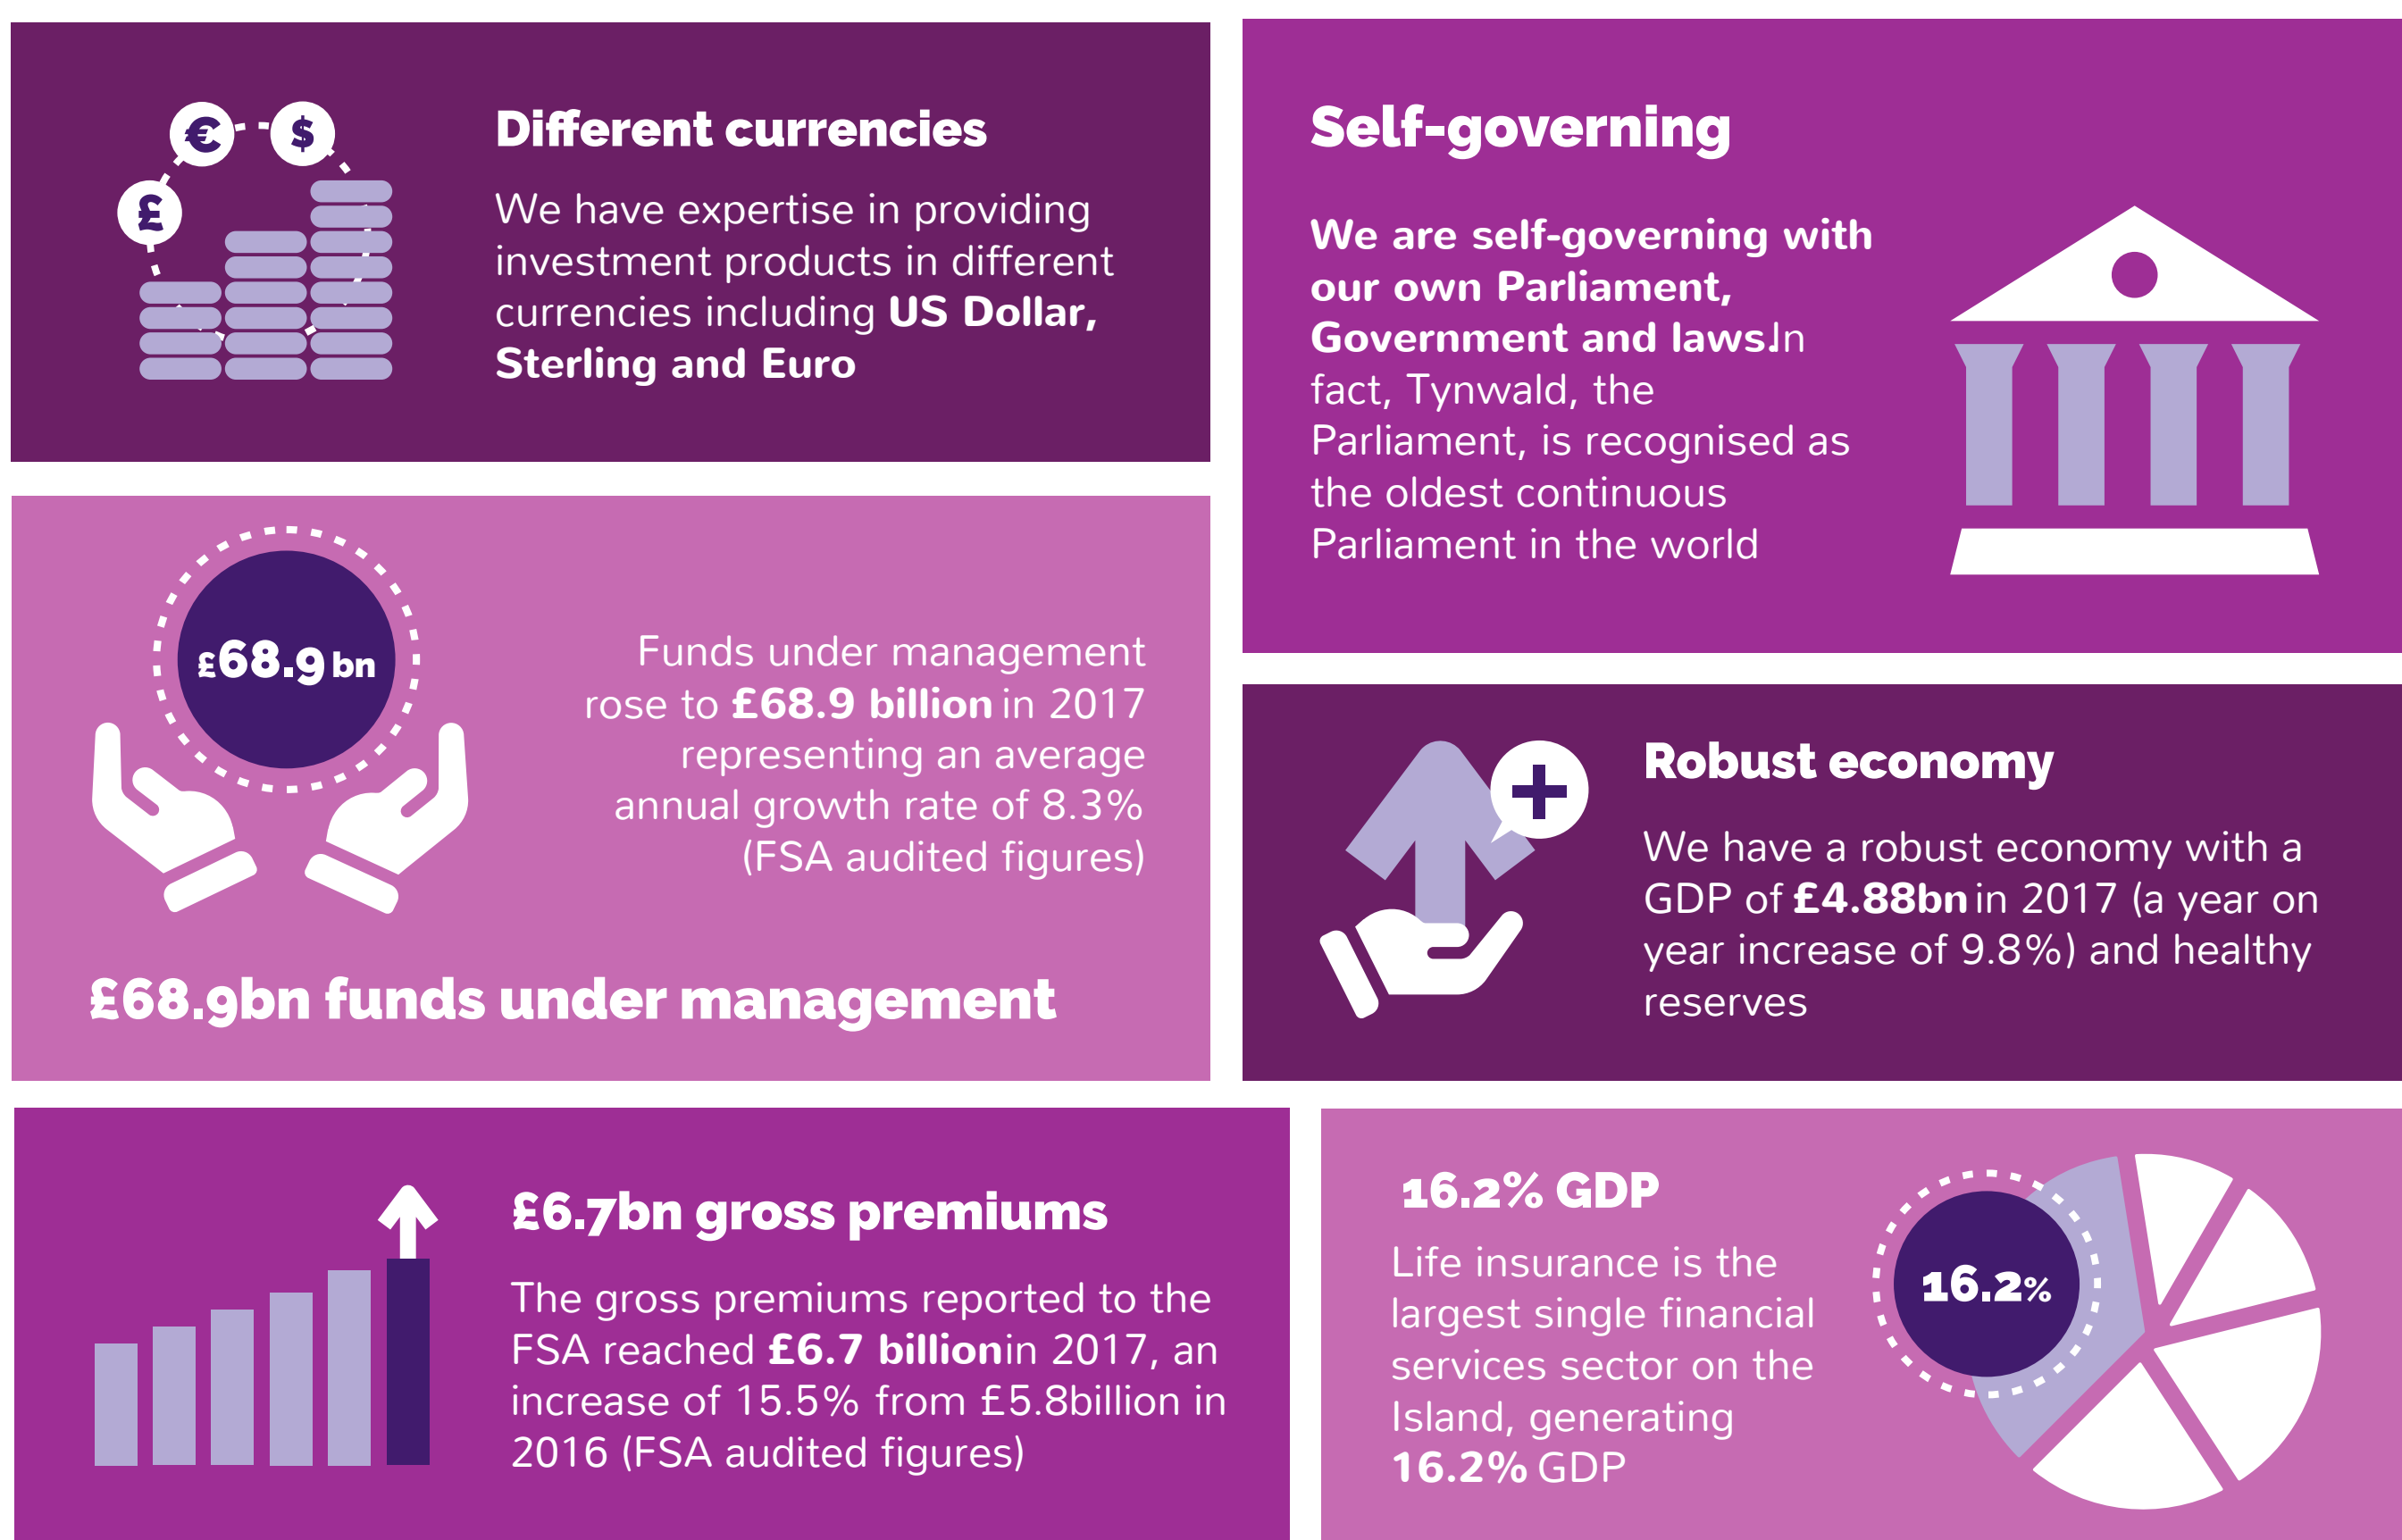 €
$
£
Different currencies
We have expertise in providing
investment products in different
currencies including US Dollar,
Sterling and Euro
Self-governing
We are self-governing with
our own Parliament,
Government and laws.In
fact, Tynwald, the
Parliament, is recognised as
the oldest continuous
Parliament in the world
£68.9 bn
Funds under management
rose to £68.9 billion in 2017
representing an average
annual growth rate of 8.3%
(FSA audited figures)
£68.9bn funds under management
Robust economy
We have a robust economy with a
GDP of £4.88bn in 2017 (a year on
year increase of 9.8%) and healthy
reserves
£6.7bn gross premiums
The gross premiums reported to the
FSA reached £6.7 billionin 2017, an
increase of 15.5% from £5.8billion in
2016 (FSA audited figures)
16.2% GDP
Life insurance is the
largest single financial
services sector on the
Island, generating
16.2% GDP
16.2%